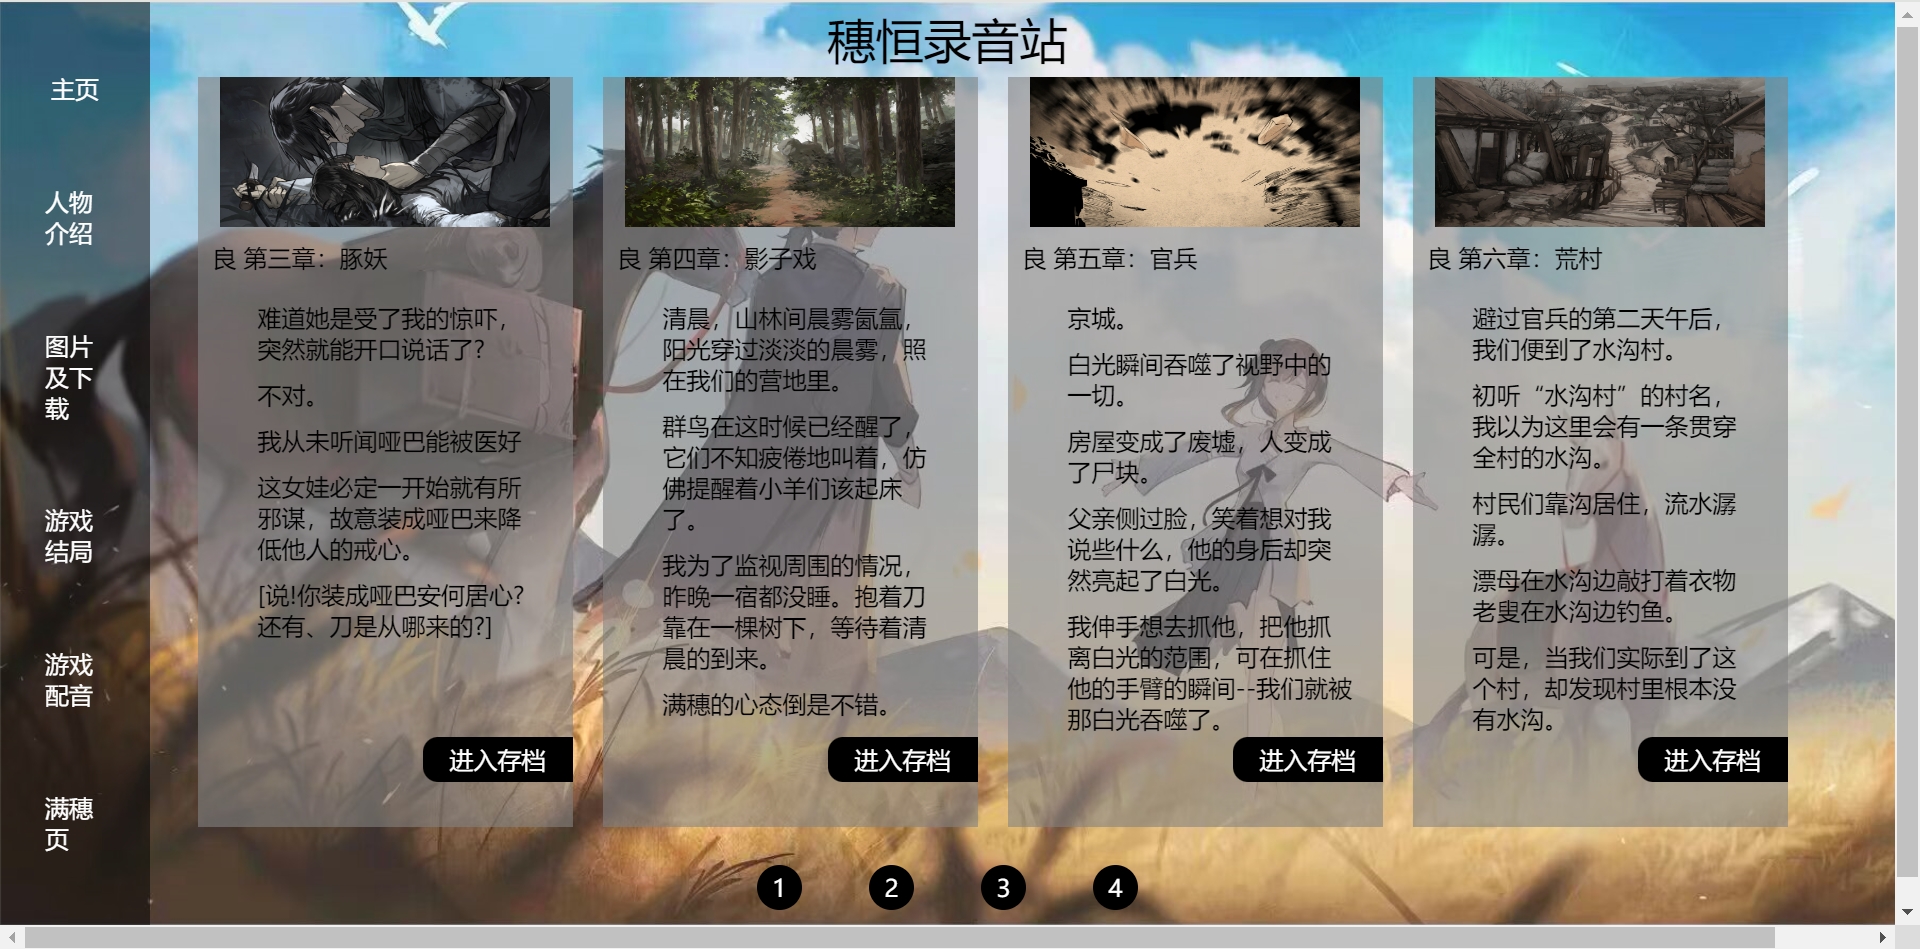 穗恒录音站
主页
人物
介绍
图片
及下
载
游戏
结局
游戏
配音
满穗
页
良 第三章：豚妖
难道她是受了我的惊吓，
突然就能开口说话了?
不对。
我从未听闻哑巴能被医好
这女娃必定一开始就有所
邪谋，故意装成哑巴来降
低他人的戒心。
[说!你装成哑巴安何居心?
还有、刀是从哪来的?]
进入存档
良 第四章：影子戏
清晨，山林间晨雾氤氲，
阳光穿过淡淡的晨雾，照
在我们的营地里。
群鸟在这时候已经醒了，
它们不知疲倦地叫着，仿
佛提醒着小羊们该起床
了。
我为了监视周围的情况，
昨晚一宿都没睡。抱着刀
靠在一棵树下，等待着清
晨的到来。
满穗的心态倒是不错。
进入存档
良 第五章：官兵
京城。
白光瞬间吞噬了视野中的
一切。
房屋变成了废墟，人变成
了尸块。
父亲侧过脸，笑着想对我
说些什么，他的身后却突
然亮起了白光。
我伸手想去抓他，把他抓
离白光的范围，可在抓住
他的手臂的瞬间--我们就被
那白光吞噬了。
进入存档
良 第六章：荒村
避过官兵的第二天午后，
我们便到了水沟村。
初听“水沟村”的村名，
我以为这里会有一条贯穿
全村的水沟。
村民们靠沟居住，流水潺
潺。
漂母在水沟边敲打着衣物
老叟在水沟边钓鱼。
可是，当我们实际到了这
个村，却发现村里根本没
有水沟。
进入存档
1
2
3
4